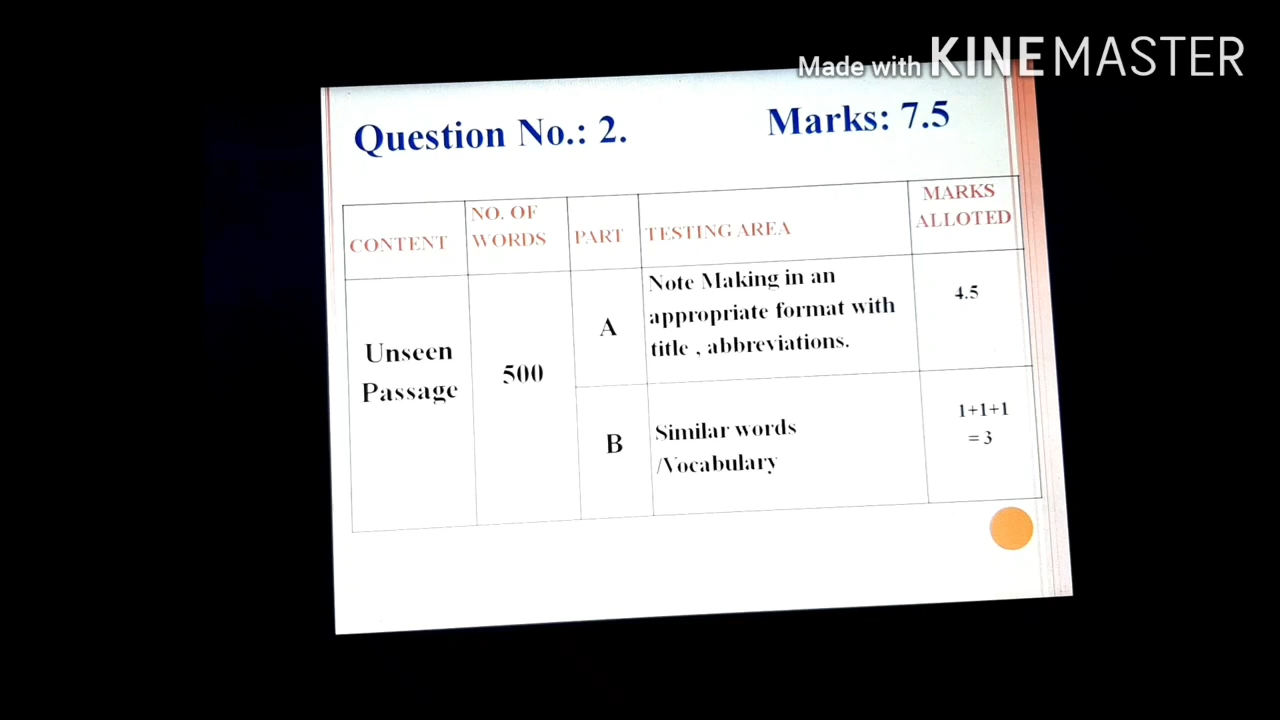 Made with KINEMASTER
Question No.: 2. Marks: 7.5
CONTENT
NO. OF
WORDS
PART
TESTING AREA
MARKS
ALLOTED
Unseen
Passage
500
A
Note Making in an
appropriate format with
title , abbreviations.
4.5
B
Similar words
/Vocabulary
1+1+1
= 3